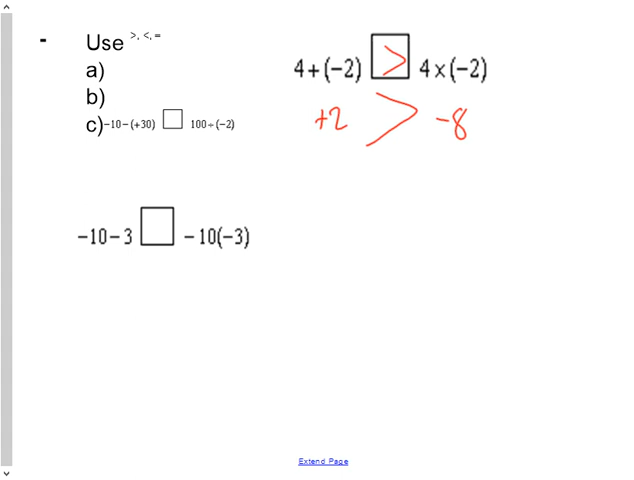 - Use >, <, =
a)
b)
c) −10−(+30) □ 100÷(−2)
4+(−2) > 4×(−2)
+2 > -8
−10−3 □ −10(−3)
Extend Page